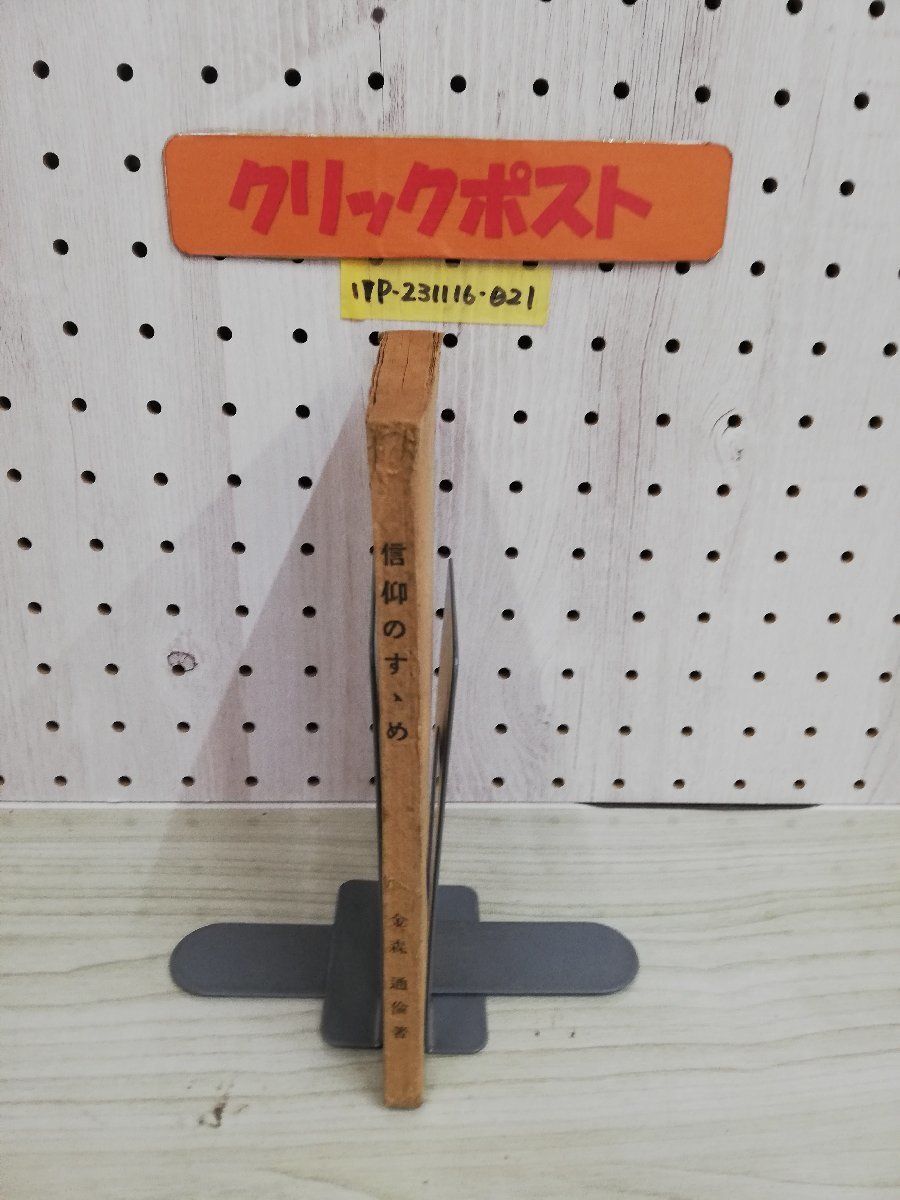 クリックポスト
1YP-231116-021
信仰のすゝめ
金森 通倫著